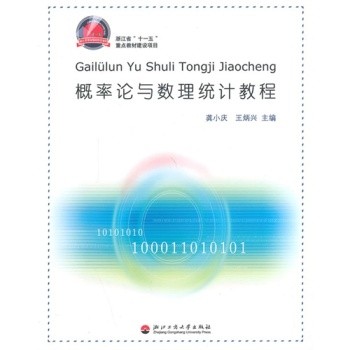 浙江省“十一五”
重点教材建设项目
Gailülun Yu Shuli Tongji Jiaocheng
概率论与数理统计教程
龚小庆 王炳兴 主编
10101010
100011010101
浙江工商大学出版社
Zhejiang Gongshang University Press